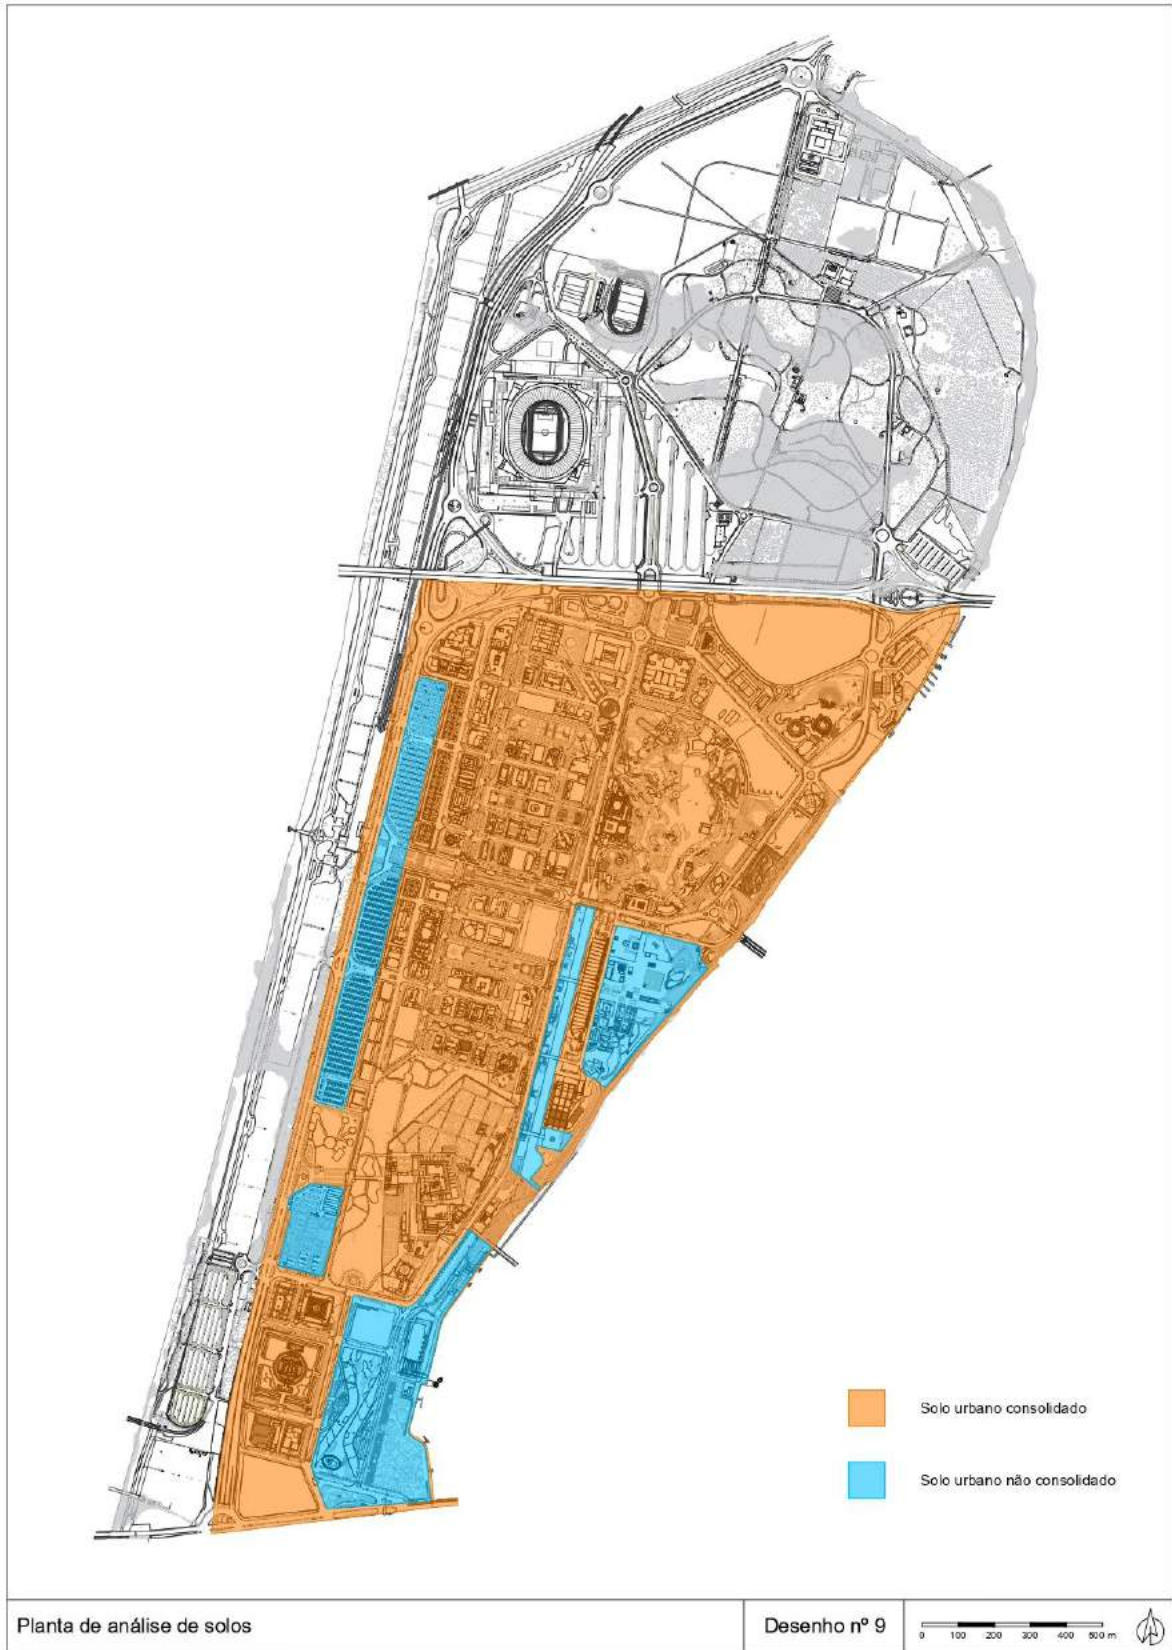 Solo urbano consolidado
Solo urbano não consolidado
Planta de análise de solos
Desenho nº 9
0 100 200 300 400 500 m